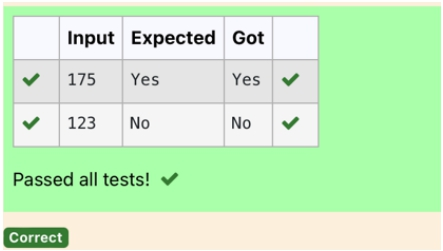 Input Expected Got
175 Yes Yes
123 No No
Passed all tests!
Correct